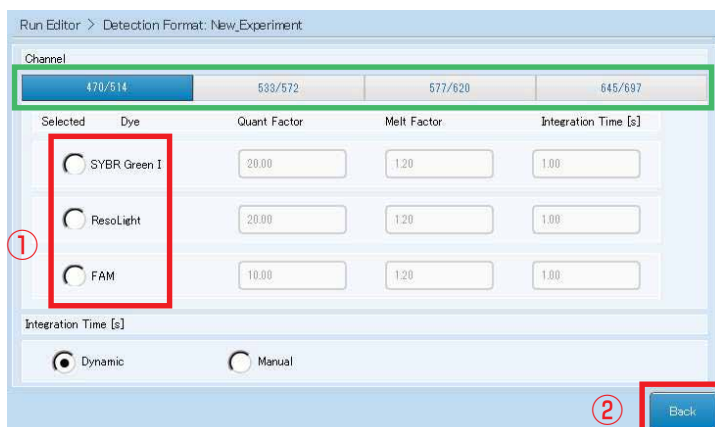 Run Editor > Detection Format: New_Experiment
Channel
470/514 533/572 577/620 645/697
Selected Dye Quant Factor Melt Factor Integration Time [s]
SYBR Green I 20.00 1.20 1.00
ResoLight 20.00 1.20 1.00
①
FAM 10.00 1.20 1.00
Integration Time [s]
Dynamic Manual
② Back